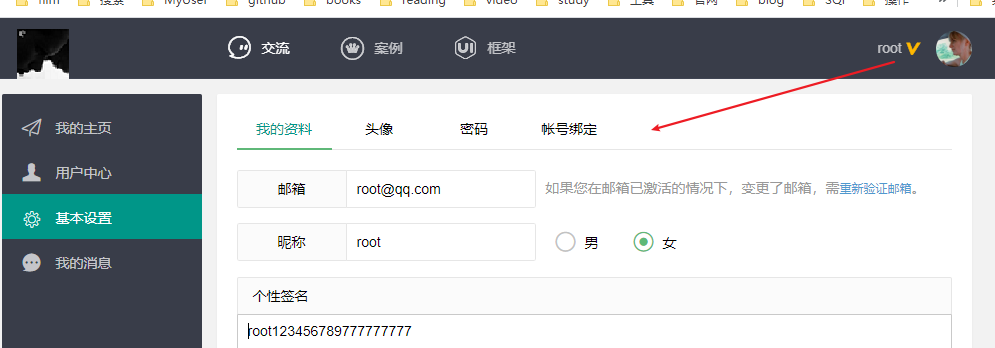 MyUser
github
books
reading
video
study
工具
官网
blog
SQl
操作
»
交流
案例
UI 框架
root
我的主页
用户中心
基本设置
我的消息
我的资料 头像 密码 帐号绑定
邮箱 root@qq.com 如果您在邮箱已激活的情况下，变更了邮箱，需重新验证邮箱。
昵称 root 男 女
个性签名
root123456789777777777